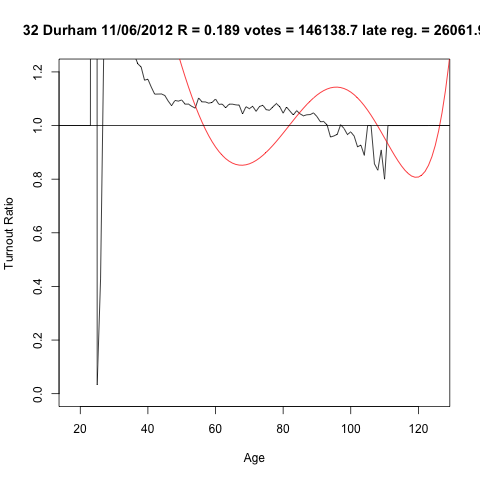 32 Durham 11/06/2012 R = 0.189 votes = 146138.7 late reg. = 26061.9
Turnout Ratio
1.2
1.0
0.8
0.6
0.4
0.2
0.0
20 40 60 80 100 120
Age